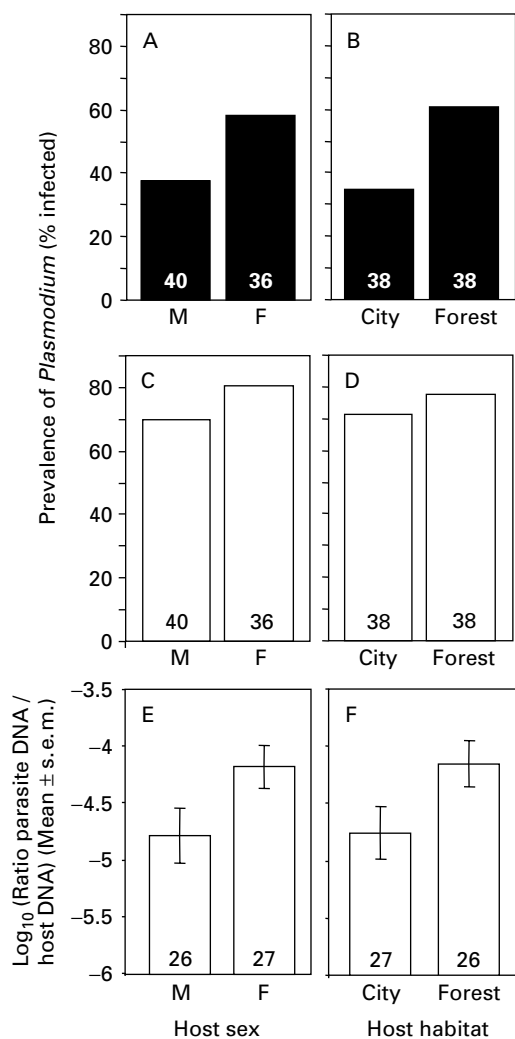 Prevalence of Plasmodium (% infected)
A
80
60
40
20
0
40
36
M
F
B
38
38
City
Forest
C
80
60
40
20
0
40
36
M
F
D
38
38
City
Forest
Log10 (Ratio parasite DNA /
host DNA) (Mean ± s.e.m.)
E
−3.5
−4
−4.5
−5
−5.5
−6
26
27
M
F
Host sex
F
27
26
City
Forest
Host habitat